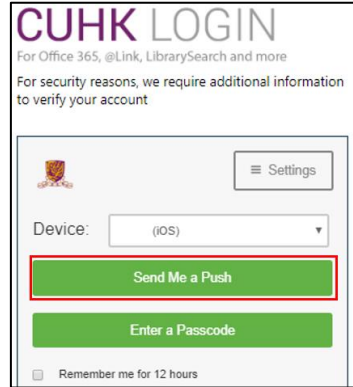 CUHK LOGIN
For Office 365, @Link, LibrarySearch and more
For security reasons, we require additional information
to verify your account
≡ Settings
Device: (iOS)
Send Me a Push
Enter a Passcode
Remember me for 12 hours